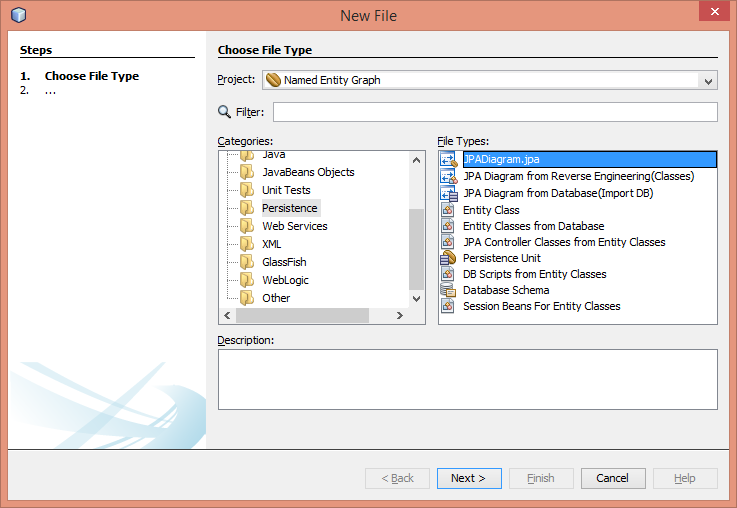 New File
Steps
1. Choose File Type
2. ...
Choose File Type
Project: Named Entity Graph
Filter:
Categories:
Java
JavaBeans Objects
Unit Tests
Persistence
Web Services
XML
GlassFish
WebLogic
Other
File Types:
JPADiagram.jpa
JPA Diagram from Reverse Engineering(Classes)
JPA Diagram from Database(Import DB)
Entity Class
Entity Classes from Database
JPA Controller Classes from Entity Classes
Persistence Unit
DB Scripts from Entity Classes
Database Schema
Session Beans For Entity Classes
Description:
< Back Next > Finish Cancel Help